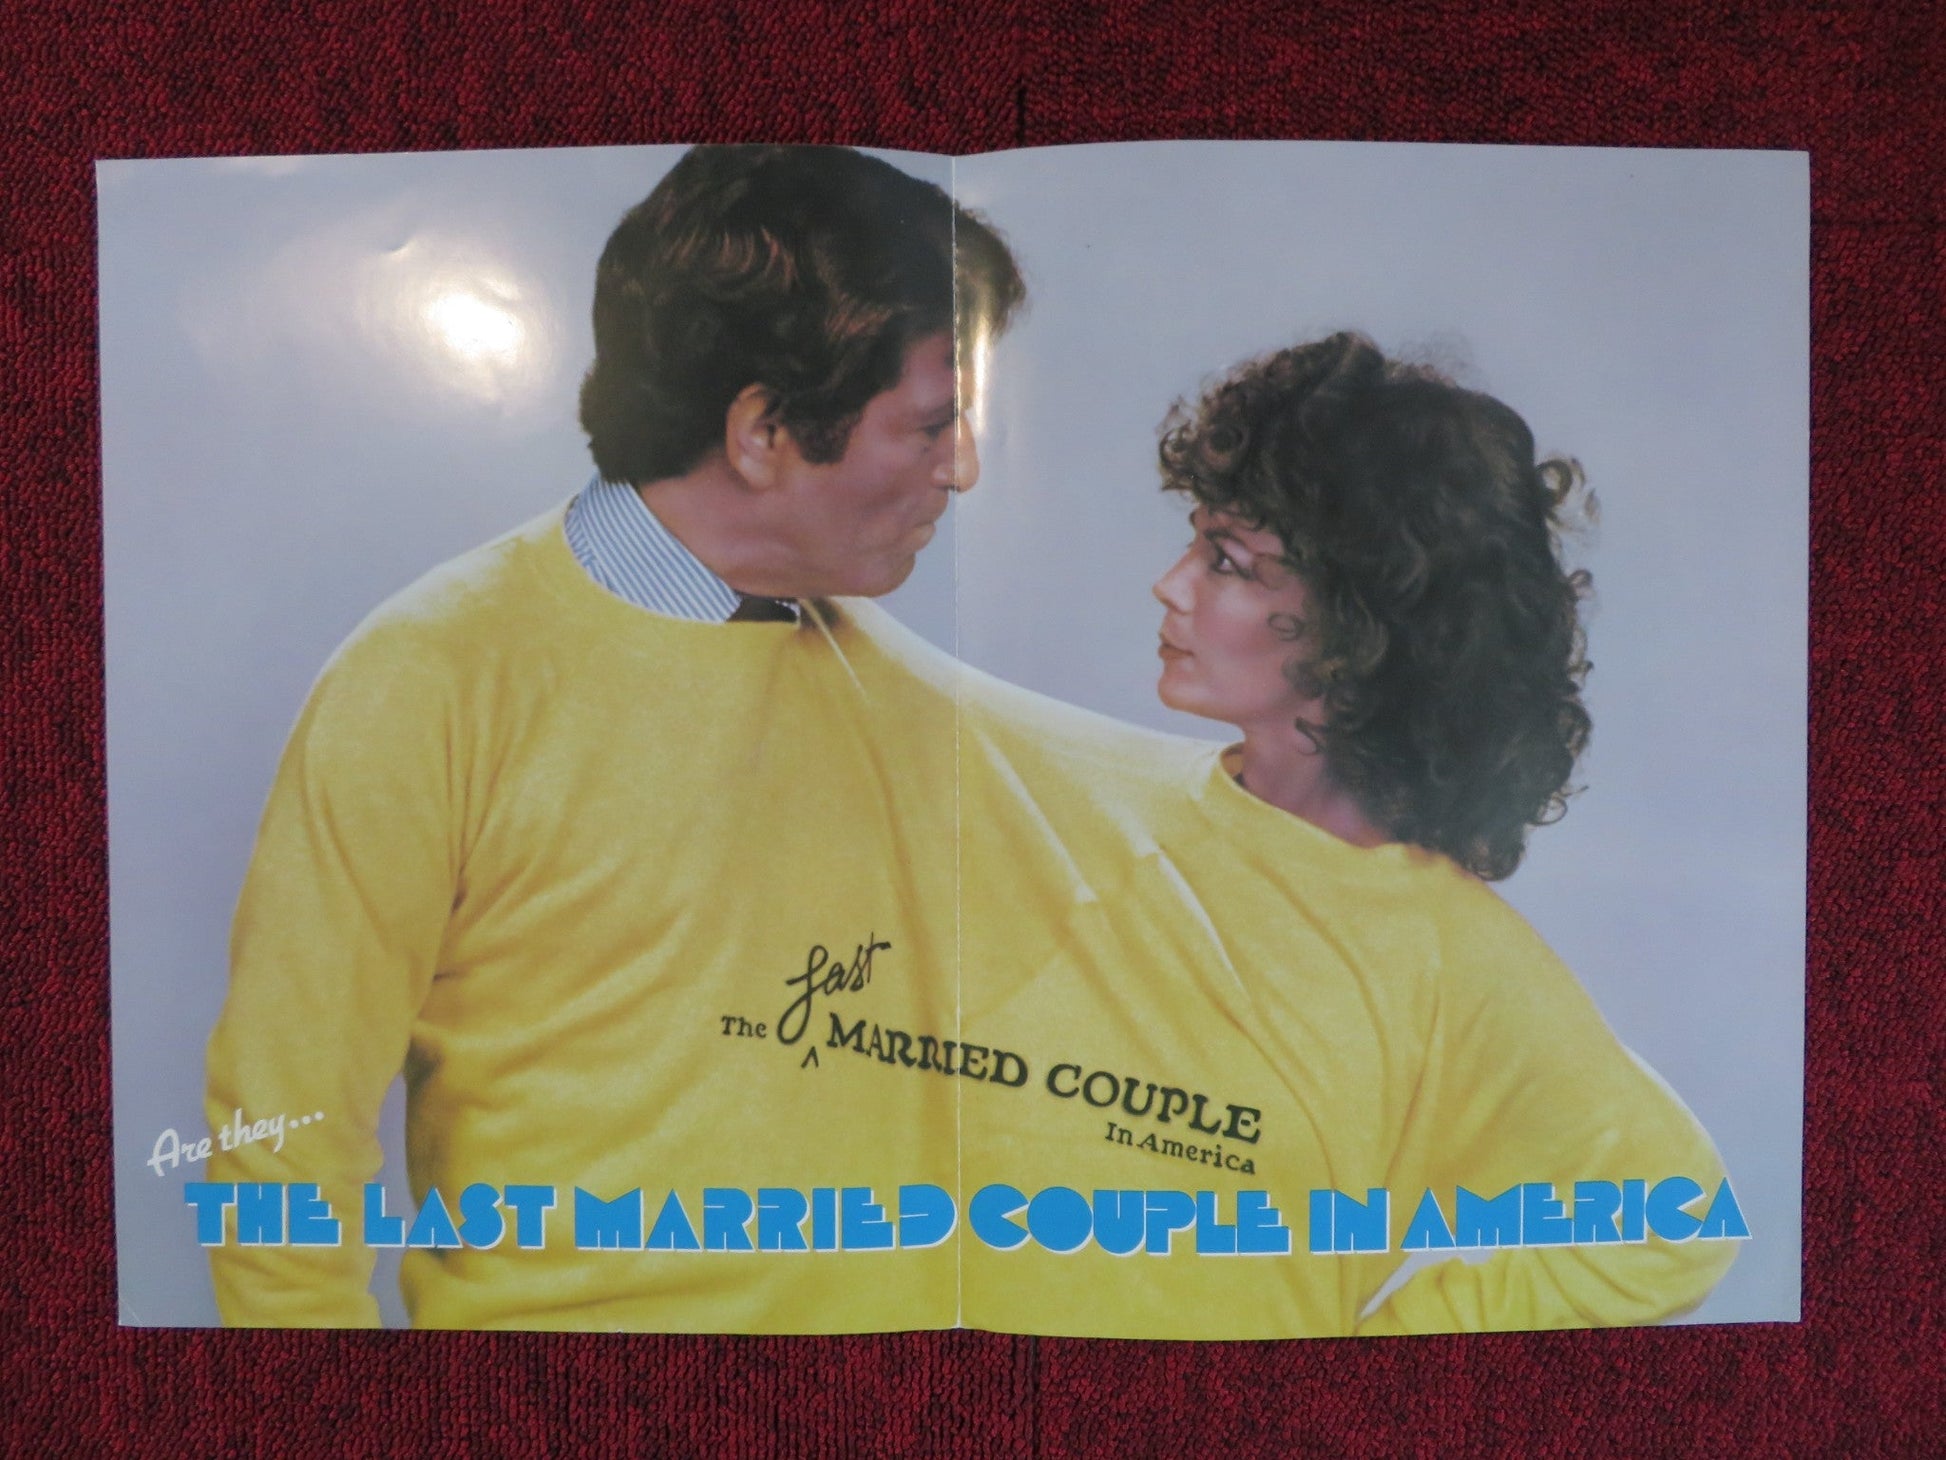 Last
The ^ MARRIED COUPLE
In America
Are they...
THE LAST MARRIED COUPLE IN AMERICA